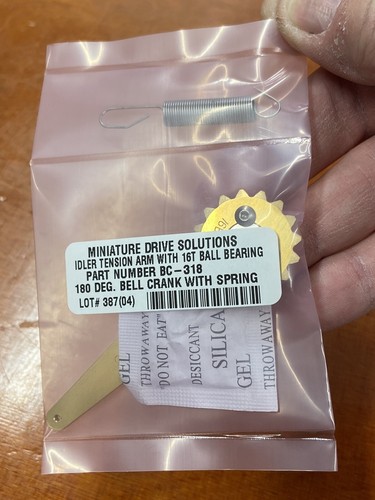 MINIATURE DRIVE SOLUTIONS
IDLER TENSION ARM WITH 16T BALL BEARING
PART NUMBER BC-318
180 DEG. BELL CRANK WITH SPRING
LOT# 387(04)
GEL
THROWAWAY
"DO NOT EAT"
DESICCANT
SILICA
GEL
THROWAWAY